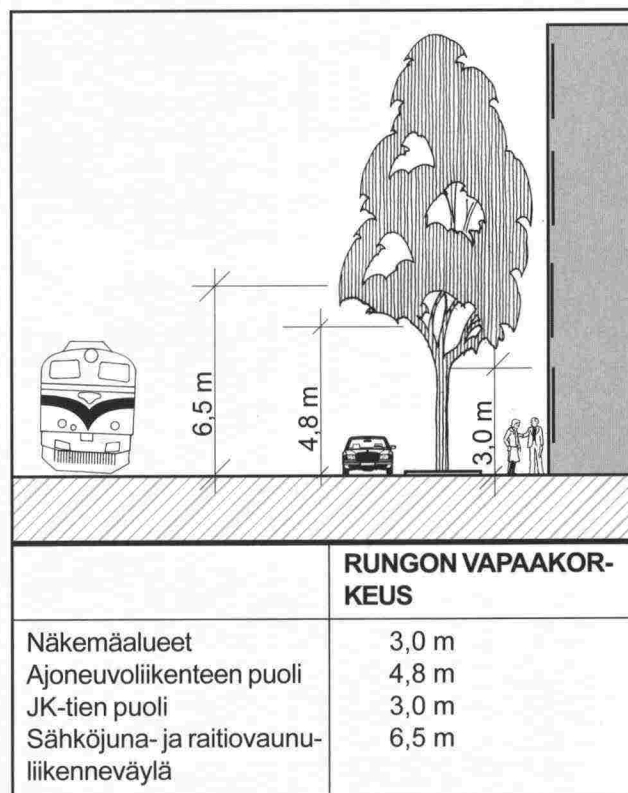 6,5 m
4,8 m
3,0 m
RUNGON VAPAAKOR-
KEUS
Näkemäalueet 3,0 m
Ajoneuvoliikenteen puoli 4,8 m
JK-tien puoli 3,0 m
Sähköjuna- ja raitiovaunu- 6,5 m
liikenneväylä